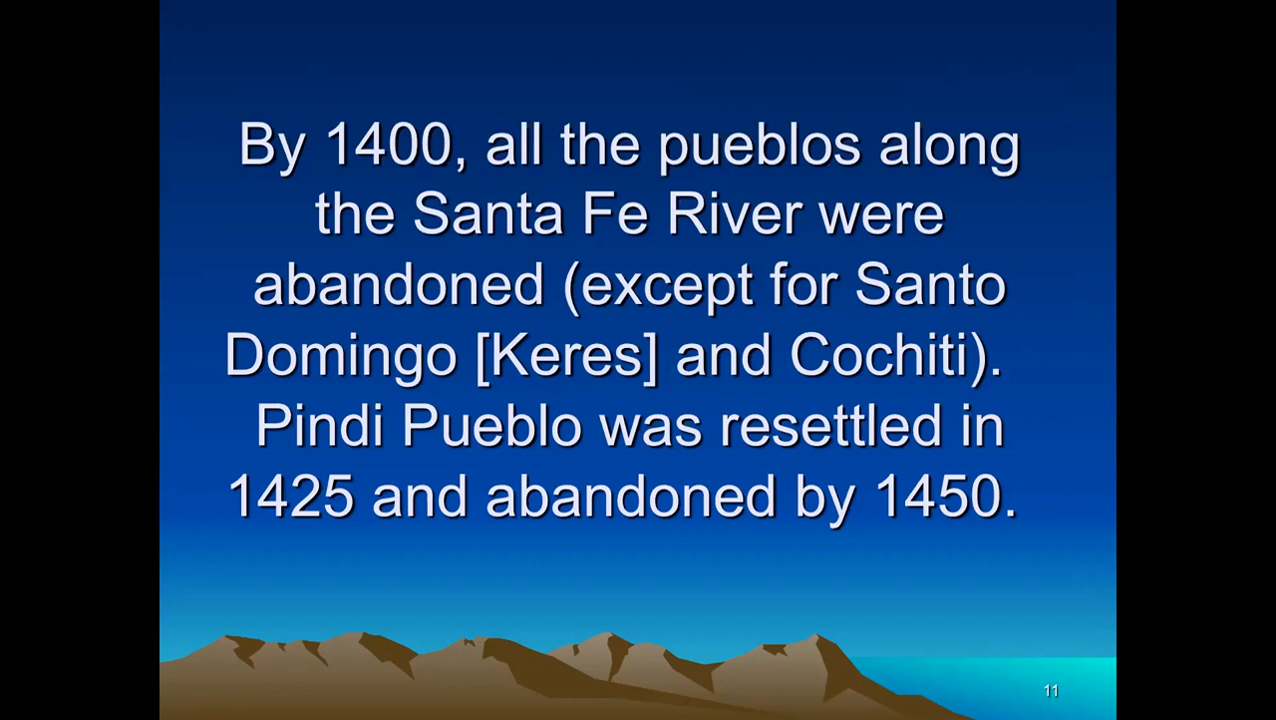 By 1400, all the pueblos along
the Santa Fe River were
abandoned (except for Santo
Domingo [Keres] and Cochiti).
Pindi Pueblo was resettled in
1425 and abandoned by 1450.
11